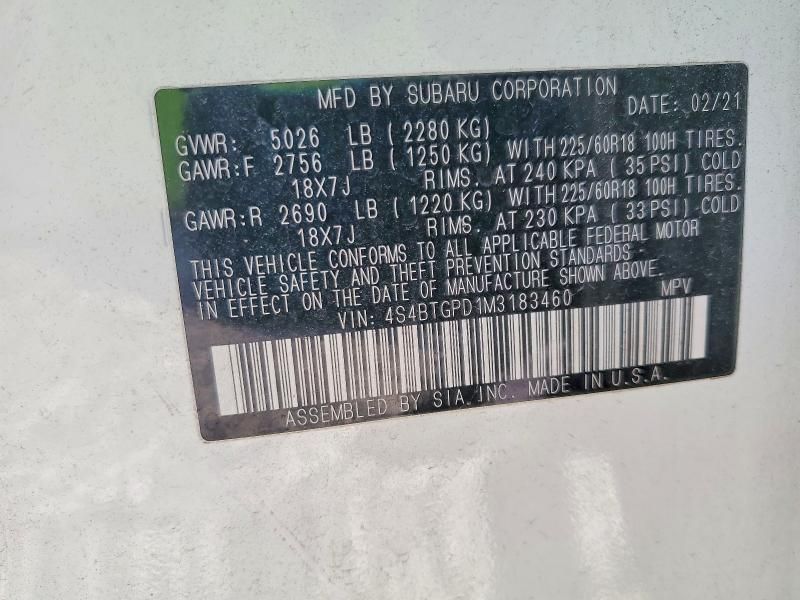 MFD BY SUBARU CORPORATION DATE: 02/21
GVWR: 5026 LB (2280 KG)
GAWR:F 2756 LB (1250 KG) WITH 225/60R18 100H TIRES.
18X7J RIMS. AT 240 KPA (35 PSI) COLD
GAWR:R 2690 LB (1220 KG) WITH 225/60R18 100H TIRES.
18X7J RIMS. AT 230 KPA (33 PSI) COLD
THIS VEHICLE CONFORMS TO ALL APPLICABLE FEDERAL MOTOR
VEHICLE SAFETY AND THEFT PREVENTION STANDARDS
IN EFFECT ON THE DATE OF MANUFACTURE SHOWN ABOVE.
VIN: 4S4BTGPD1M3183460 MPV
ASSEMBLED BY SIA, INC. MADE IN U.S.A.